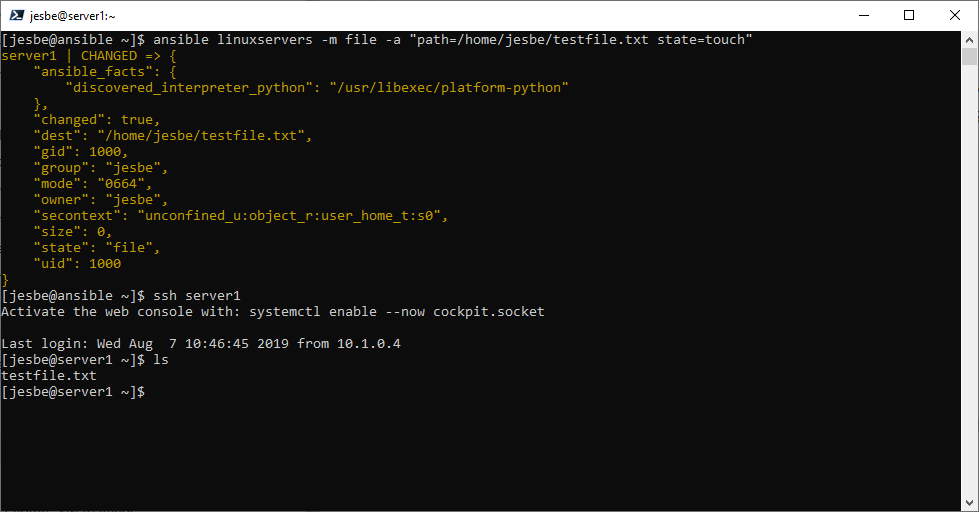 jesbe@server1:~
[jesbe@ansible ~]$ ansible linuxservers -m file -a "path=/home/jesbe/testfile.txt state=touch"
server1 | CHANGED => {
    "ansible_facts": {
        "discovered_interpreter_python": "/usr/libexec/platform-python"
    },
    "changed": true,
    "dest": "/home/jesbe/testfile.txt",
    "gid": 1000,
    "group": "jesbe",
    "mode": "0664",
    "owner": "jesbe",
    "secontext": "unconfined_u:object_r:user_home_t:s0",
    "size": 0,
    "state": "file",
    "uid": 1000
}
[jesbe@ansible ~]$ ssh server1
Activate the web console with: systemctl enable --now cockpit.socket

Last login: Wed Aug  7 10:46:45 2019 from 10.1.0.4
[jesbe@server1 ~]$ ls
testfile.txt
[jesbe@server1 ~]$